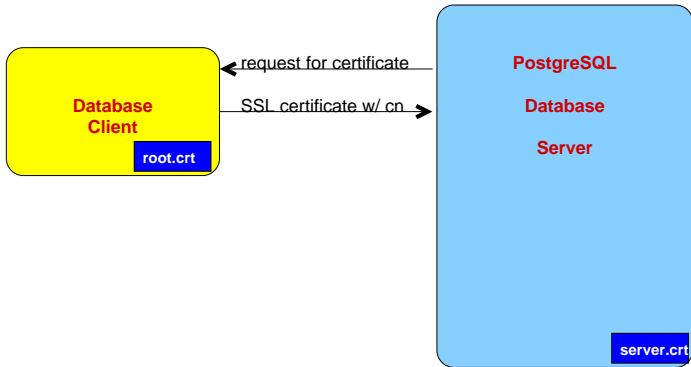 request for certificate
SSL certificate w/ cn
Database
Client
root.crt
PostgreSQL
Database
Server
server.crt